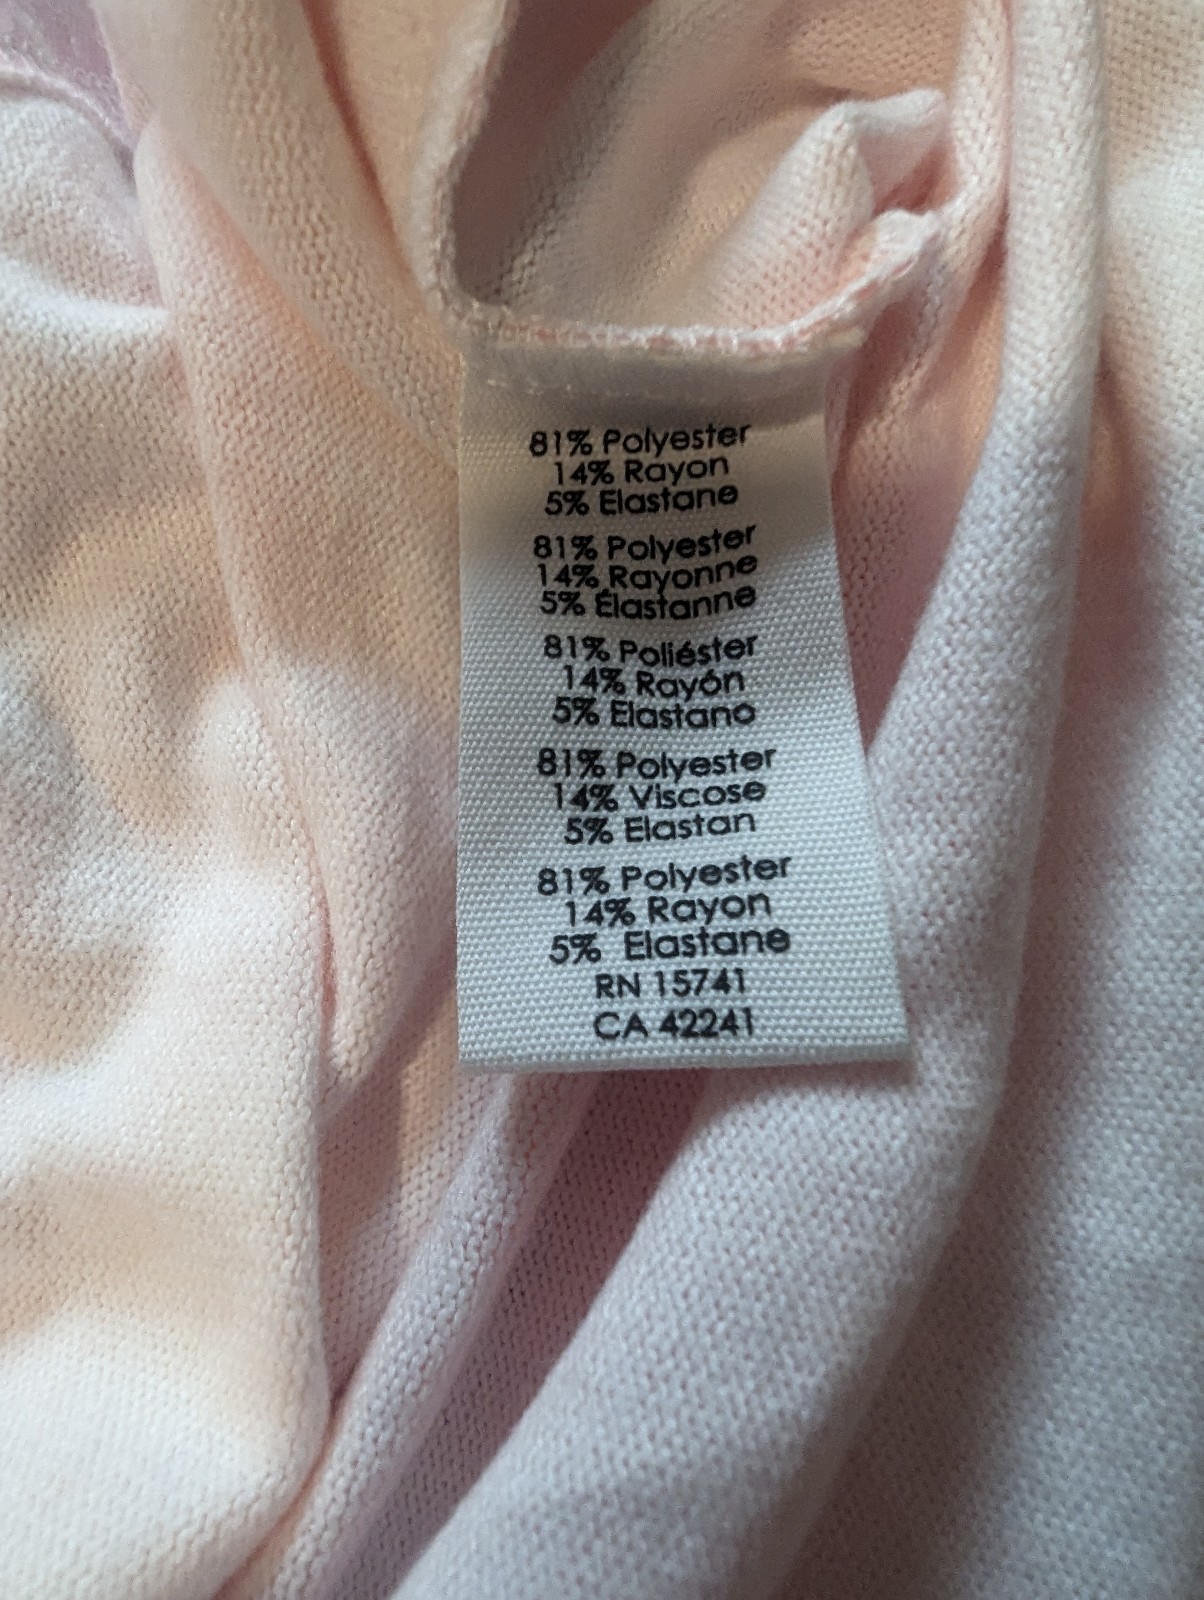 81% Polyester
14% Rayon
5% Elastane
81% Polyester
14% Rayonne
5% Élastanne
81% Poliéster
14% Rayón
5% Elastano
81% Polyester
14% Viscose
5% Elastan
81% Polyester
14% Rayon
5% Elastane
RN 15741
CA 42241